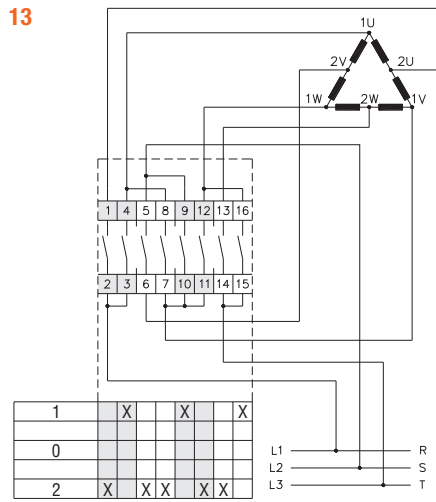 13
1U
2V 2U
1W 2W 1V
1 4 5 8 9 12 13 16
2 3 6 7 10 11 14 15
1 X X X
0
2 X X X X X
L1 R
L2 S
L3 T